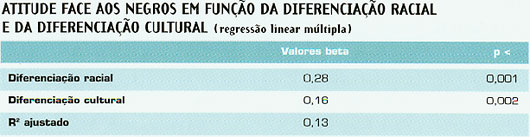 ATITUDE FACE AOS NEGROS EM FUNÇÃO DA DIFERENCIAÇÃO RACIAL
E DA DIFERENCIAÇÃO CULTURAL (regressão linear múltipla)
Valores beta p <
Diferenciação racial 0,28 0,001
Diferenciação cultural 0,16 0,002
R² ajustado 0,13